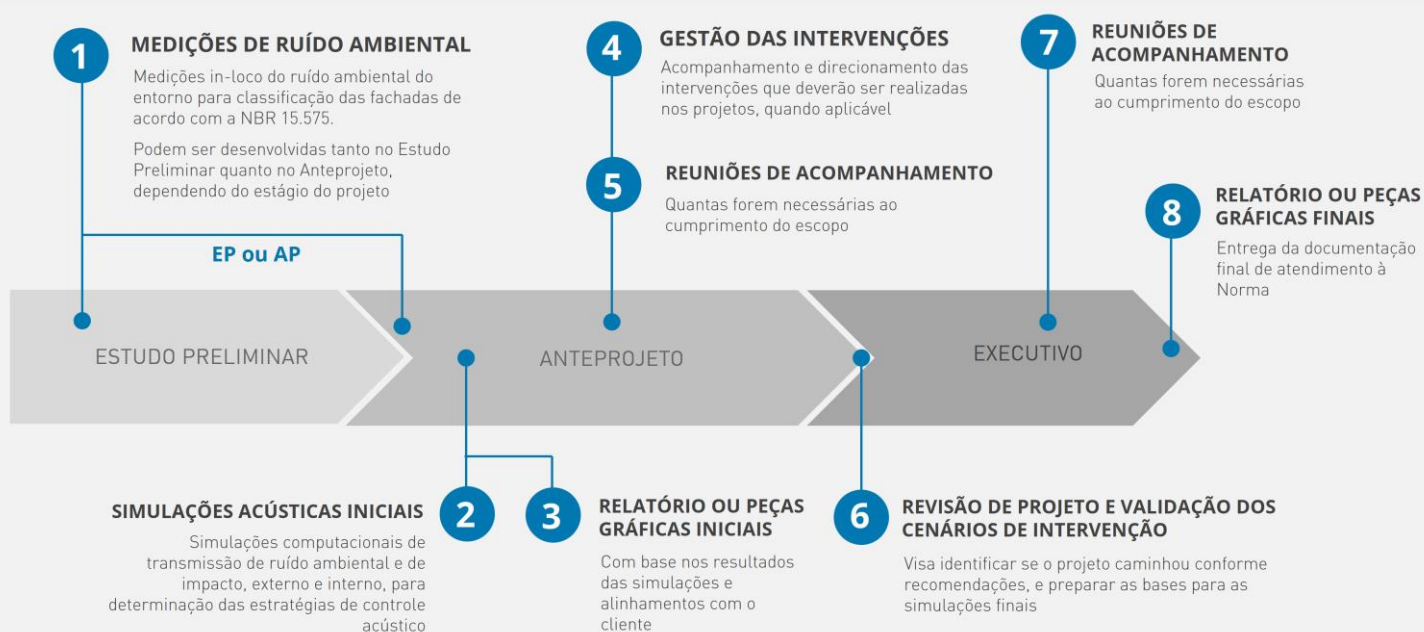 1
MEDIÇÕES DE RUÍDO AMBIENTAL
Medições in-loco do ruído ambiental do
entorno para classificação das fachadas de
acordo com a NBR 15.575.
Podem ser desenvolvidas tanto no Estudo
Preliminar quanto no Anteprojeto,
dependendo do estágio do projeto
EP ou AP
4
GESTÃO DAS INTERVENÇÕES
Acompanhamento e direcionamento das
intervenções que deverão ser realizadas
nos projetos, quando aplicável
5
REUNIÕES DE ACOMPANHAMENTO
Quantas forem necessárias ao
cumprimento do escopo
7
REUNIÕES DE
ACOMPANHAMENTO
Quantas forem necessárias
ao cumprimento do escopo
8
RELATÓRIO OU PEÇAS
GRÁFICAS FINAIS
Entrega da documentação
final de atendimento à
Norma
ESTUDO PRELIMINAR
ANTEPROJETO
EXECUTIVO
SIMULAÇÕES ACÚSTICAS INICIAIS
2
Simulações computacionais de
transmissão de ruído ambiental e de
impacto, externo e interno, para
determinação das estratégias de controle
acústico
3
RELATÓRIO OU PEÇAS
GRÁFICAS INICIAIS
Com base nos resultados
das simulações e
alinhamentos com o
cliente
6
REVISÃO DE PROJETO E VALIDAÇÃO DOS
CENÁRIOS DE INTERVENÇÃO
Visa identificar se o projeto caminhou conforme
recomendações, e preparar as bases para as
simulações finais